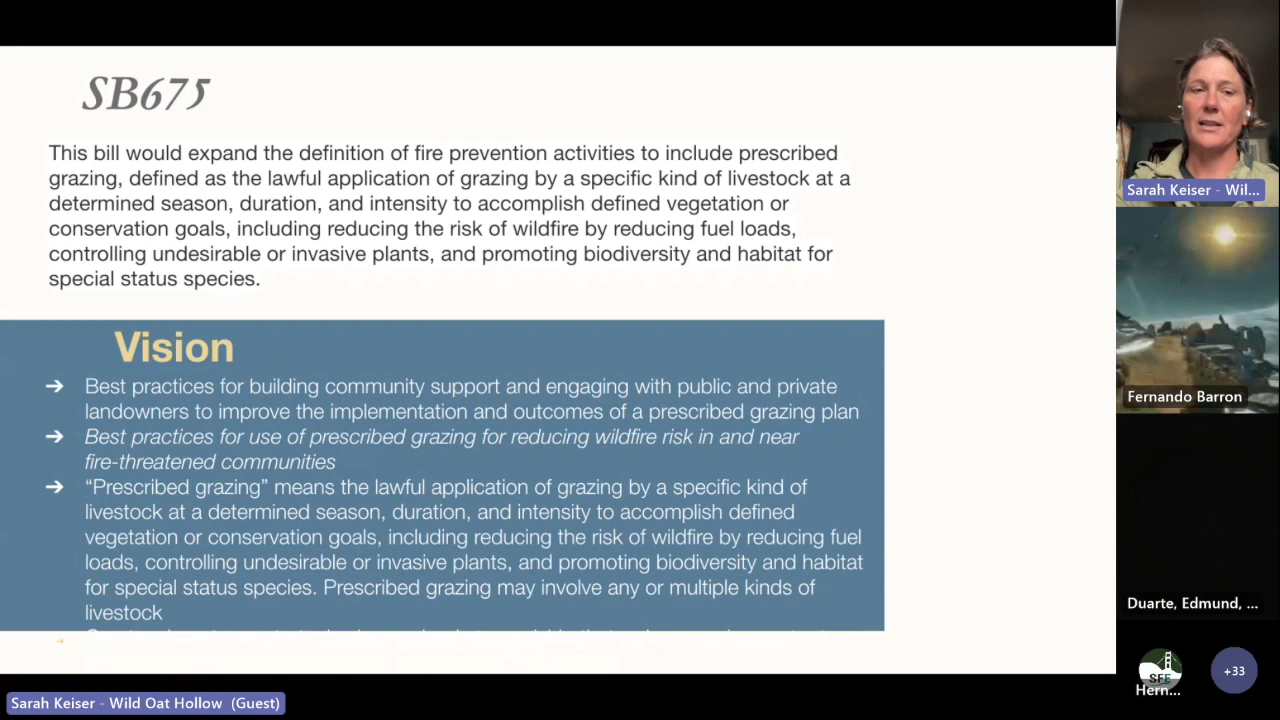 SB675
This bill would expand the definition of fire prevention activities to include prescribed
grazing, defined as the lawful application of grazing by a specific kind of livestock at a
determined season, duration, and intensity to accomplish defined vegetation or
conservation goals, including reducing the risk of wildfire by reducing fuel loads,
controlling undesirable or invasive plants, and promoting biodiversity and habitat for
special status species.
Vision
➔ Best practices for building community support and engaging with public and private
landowners to improve the implementation and outcomes of a prescribed grazing plan
➔ Best practices for use of prescribed grazing for reducing wildfire risk in and near
fire-threatened communities
➔ “Prescribed grazing” means the lawful application of grazing by a specific kind of
livestock at a determined season, duration, and intensity to accomplish defined
vegetation or conservation goals, including reducing the risk of wildfire by reducing fuel
loads, controlling undesirable or invasive plants, and promoting biodiversity and habitat
for special status species. Prescribed grazing may involve any or multiple kinds of
livestock
Sarah Keiser - Wil...
Fernando Barron
Duarte, Edmund, ...
SFE
Hern...
+33
Sarah Keiser - Wild Oat Hollow (Guest)